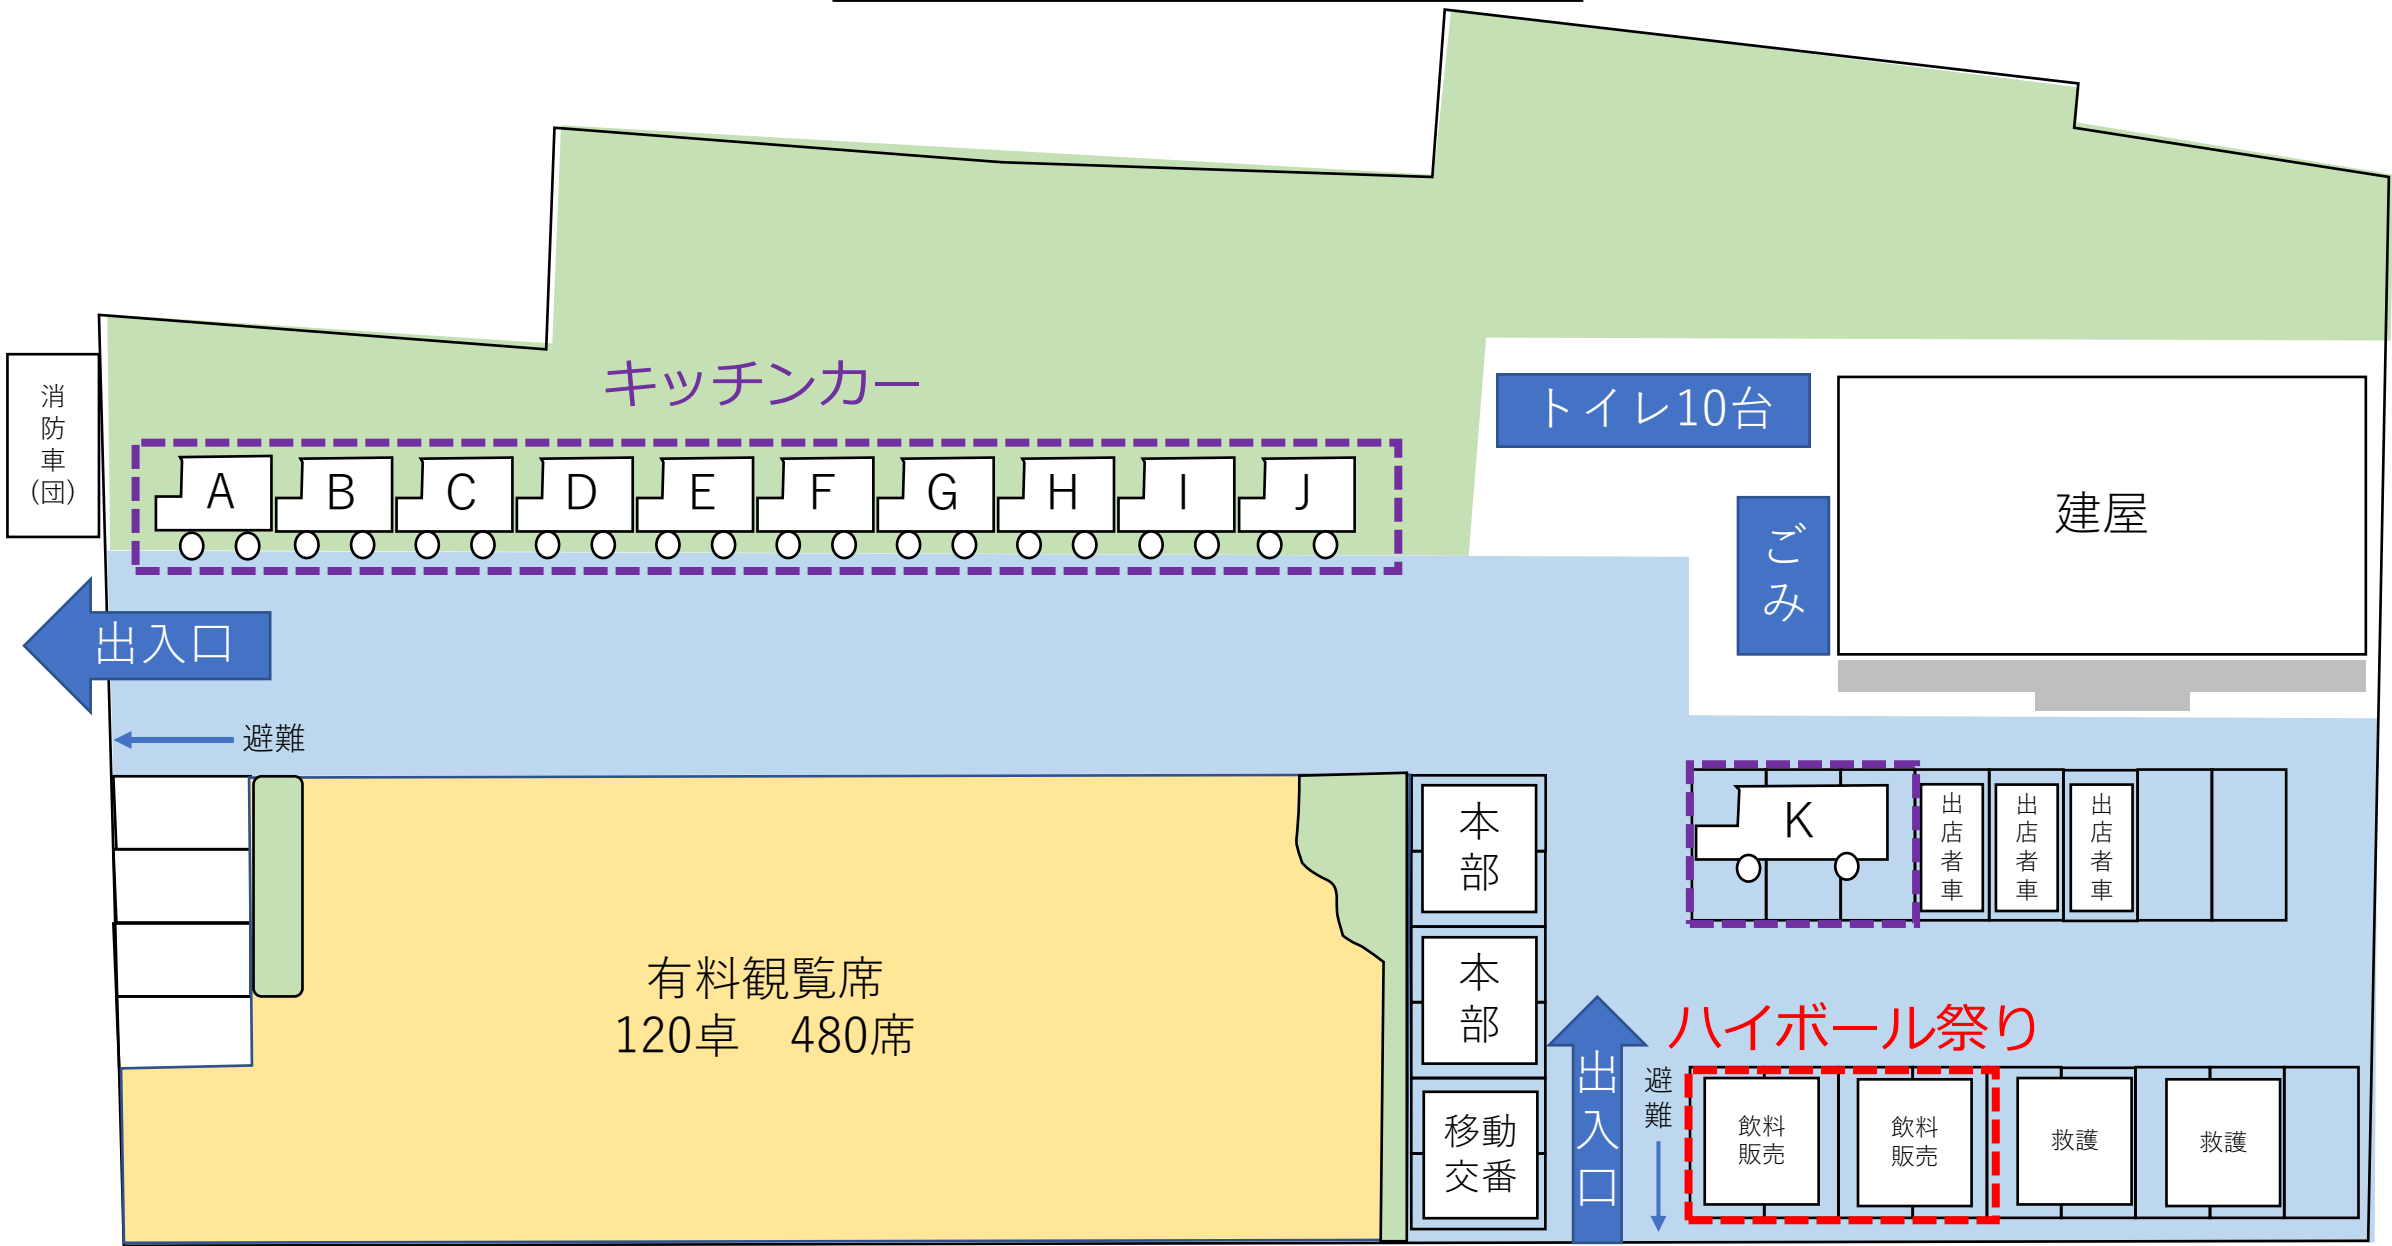 キッチンカー
消防車(団)
トイレ10台
A B C D E F G H I J
建屋
ごみ
出入口
避難
本部
K
出店者車
出店者車
出店者車
有料観覧席
120卓　480席
本部
ハイボール祭り
出入口
避難
移動
交番
飲料
販売
飲料
販売
救護
救護